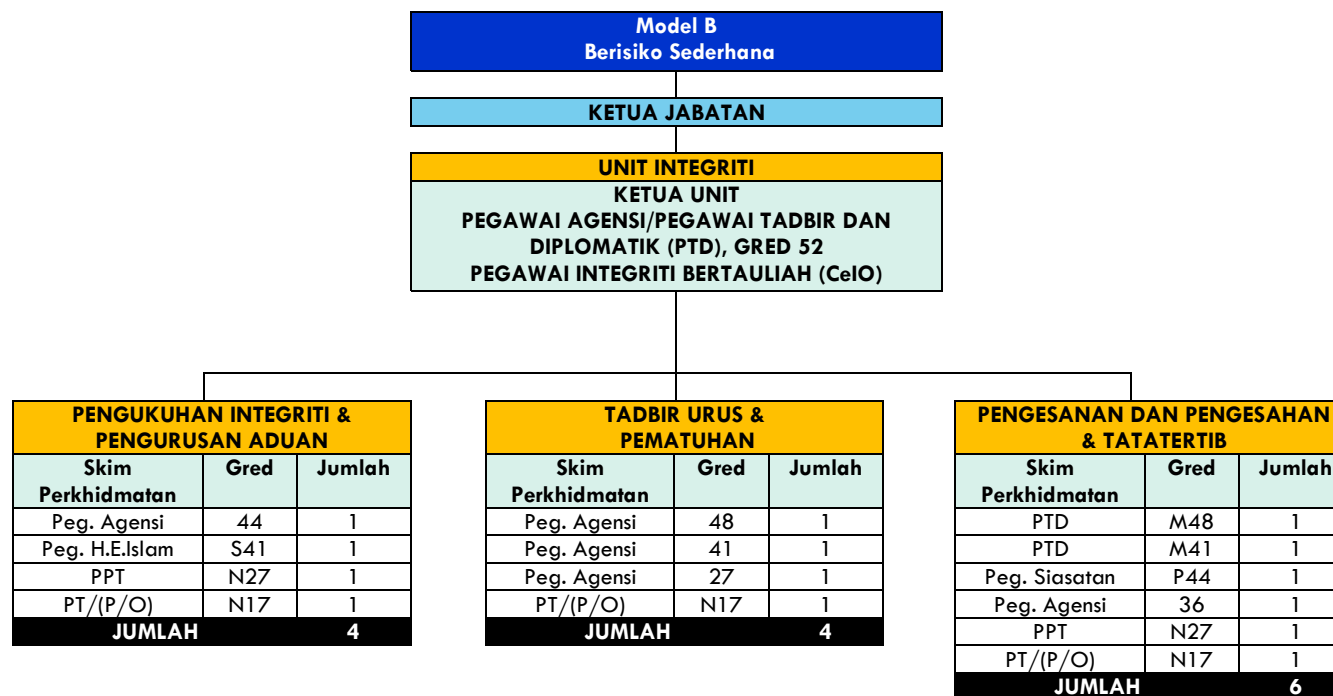 Model B
Berisiko Sederhana
KETUA JABATAN
UNIT INTEGRITI
KETUA UNIT
PEGAWAI AGENSI/PEGAWAI TADBIR DAN
DIPLOMATIK (PTD), GRED 52
PEGAWAI INTEGRITI BERTAULIAH (CeIO)
PENGUKUHAN INTEGRITI &
PENGURUSAN ADUAN
Skim Gred Jumlah
Perkhidmatan
Peg. Agensi 44 1
Peg. H.E.Islam S41 1
PPT N27 1
PT/(P/O) N17 1
JUMLAH 4
TADBIR URUS &
PEMATUHAN
Skim Gred Jumlah
Perkhidmatan
Peg. Agensi 48 1
Peg. Agensi 41 1
Peg. Agensi 27 1
PT/(P/O) N17 1
JUMLAH 4
PENGESANAN DAN PENGESAHAN
& TATATERTIB
Skim Gred Jumlah
Perkhidmatan
PTD M48 1
PTD M41 1
Peg. Siasatan P44 1
Peg. Agensi 36 1
PPT N27 1
PT/(P/O) N17 1
JUMLAH 6